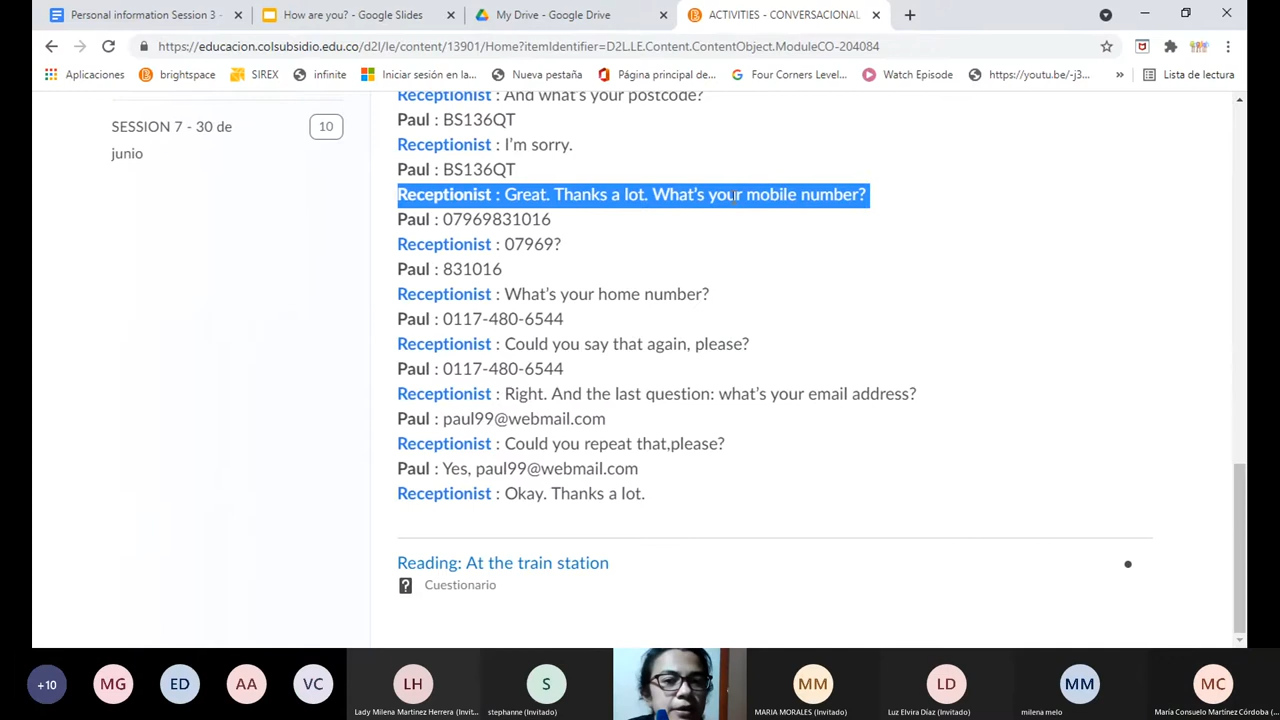 Personal information Session 3 -
How are you? - Google Slides
My Drive - Google Drive
ACTIVITIES - CONVERSACIONAL
https://educacion.colsubsidio.edu.co/d2l/le/content/13901/Home?itemIdentifier=D2L.LE.Content.ContentObject.ModuleCO-204084
Aplicaciones
brightspace
SIREX
infinite
Iniciar sesión en la...
Nueva pestaña
Página principal de...
Four Corners Level...
Watch Episode
https://youtu.be/-j3...
»
Lista de lectura
SESSION 7 - 30 de
junio
10
Receptionist : And what's your postcode?
Paul : BS136QT
Receptionist : I'm sorry.
Paul : BS136QT
Receptionist : Great. Thanks a lot. What's your mobile number?
Paul : 07969831016
Receptionist : 07969?
Paul : 831016
Receptionist : What's your home number?
Paul : 0117-480-6544
Receptionist : Could you say that again, please?
Paul : 0117-480-6544
Receptionist : Right. And the last question: what's your email address?
Paul : paul99@webmail.com
Receptionist : Could you repeat that,please?
Paul : Yes, paul99@webmail.com
Receptionist : Okay. Thanks a lot.
Reading: At the train station
Cuestionario
+10
MG
ED
AA
VC
LH
Lady Milena Martinez Herrera (Invit...
S
stephanne (Invitado)
MM
MARIA MORALES (Invitado)
LD
Luz Elvira Díaz (Invitado)
MM
milena melo
MC
María Consuelo Martínez Córdoba (...